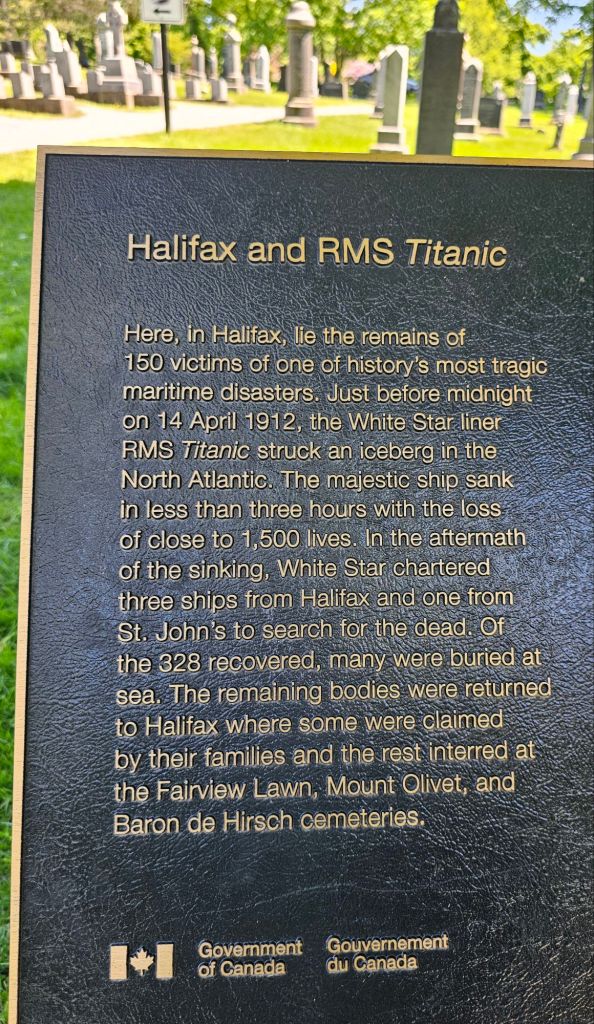 Halifax and RMS Titanic
Here, in Halifax, lie the remains of
150 victims of one of history's most tragic
maritime disasters. Just before midnight
on 14 April 1912, the White Star liner
RMS Titanic struck an iceberg in the
North Atlantic. The majestic ship sank
in less than three hours with the loss
of close to 1,500 lives. In the aftermath
of the sinking, White Star chartered
three ships from Halifax and one from
St. John's to search for the dead. Of
the 328 recovered, many were buried at
sea. The remaining bodies were returned
to Halifax where some were claimed
by their families and the rest interred at
the Fairview Lawn, Mount Olivet, and
Baron de Hirsch cemeteries.
Government
of Canada
Gouvernement
du Canada